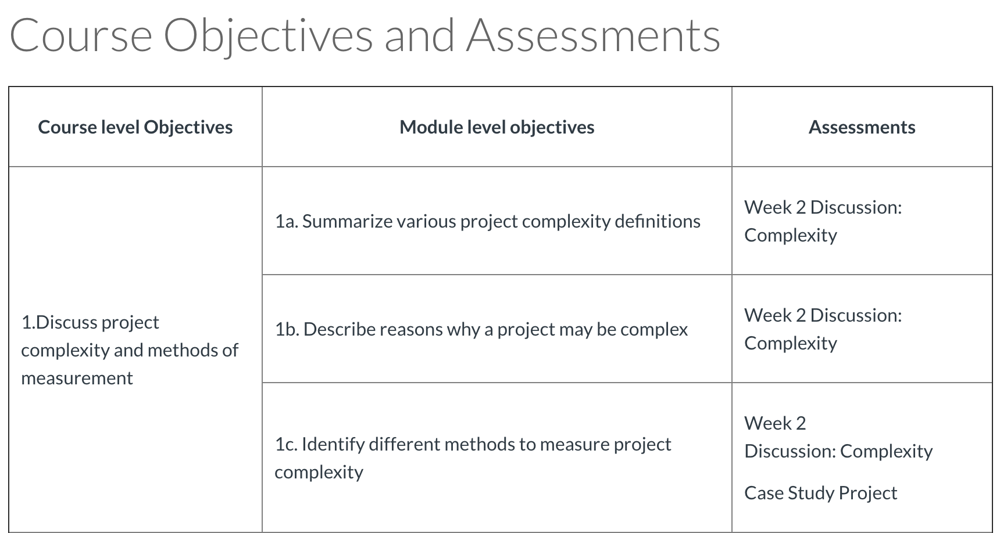 Course Objectives and Assessments
Course level Objectives
Module level objectives
Assessments
1.Discuss project
complexity and methods of
measurement
1a. Summarize various project complexity definitions
Week 2 Discussion:
Complexity
1b. Describe reasons why a project may be complex
Week 2 Discussion:
Complexity
1c. Identify different methods to measure project
complexity
Week 2
Discussion: Complexity
Case Study Project